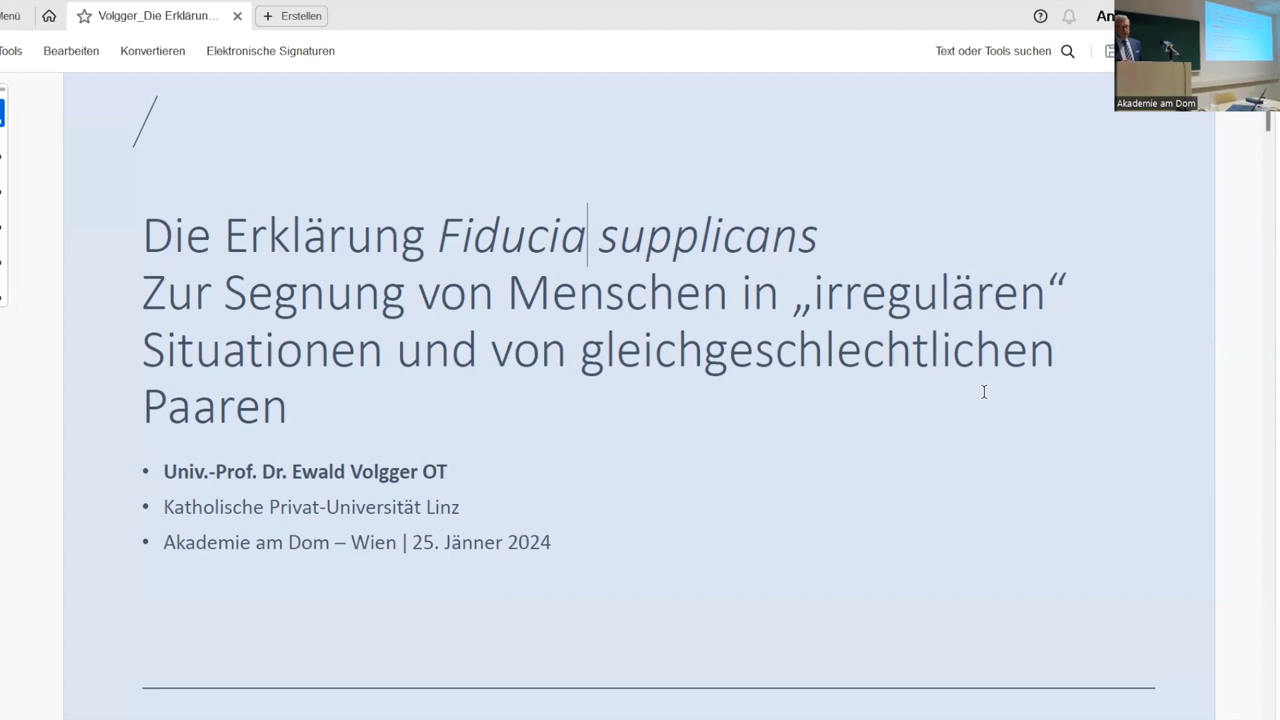 Menü
Volgger_Die Erklärun...
Erstellen
An
Tools
Bearbeiten
Konvertieren
Elektronische Signaturen
Text oder Tools suchen
Akademie am Dom
Die Erklärung Fiducia supplicans
Zur Segnung von Menschen in „irregulären“
Situationen und von gleichgeschlechtlichen
Paaren
• Univ.-Prof. Dr. Ewald Volgger OT
• Katholische Privat-Universität Linz
• Akademie am Dom – Wien | 25. Jänner 2024